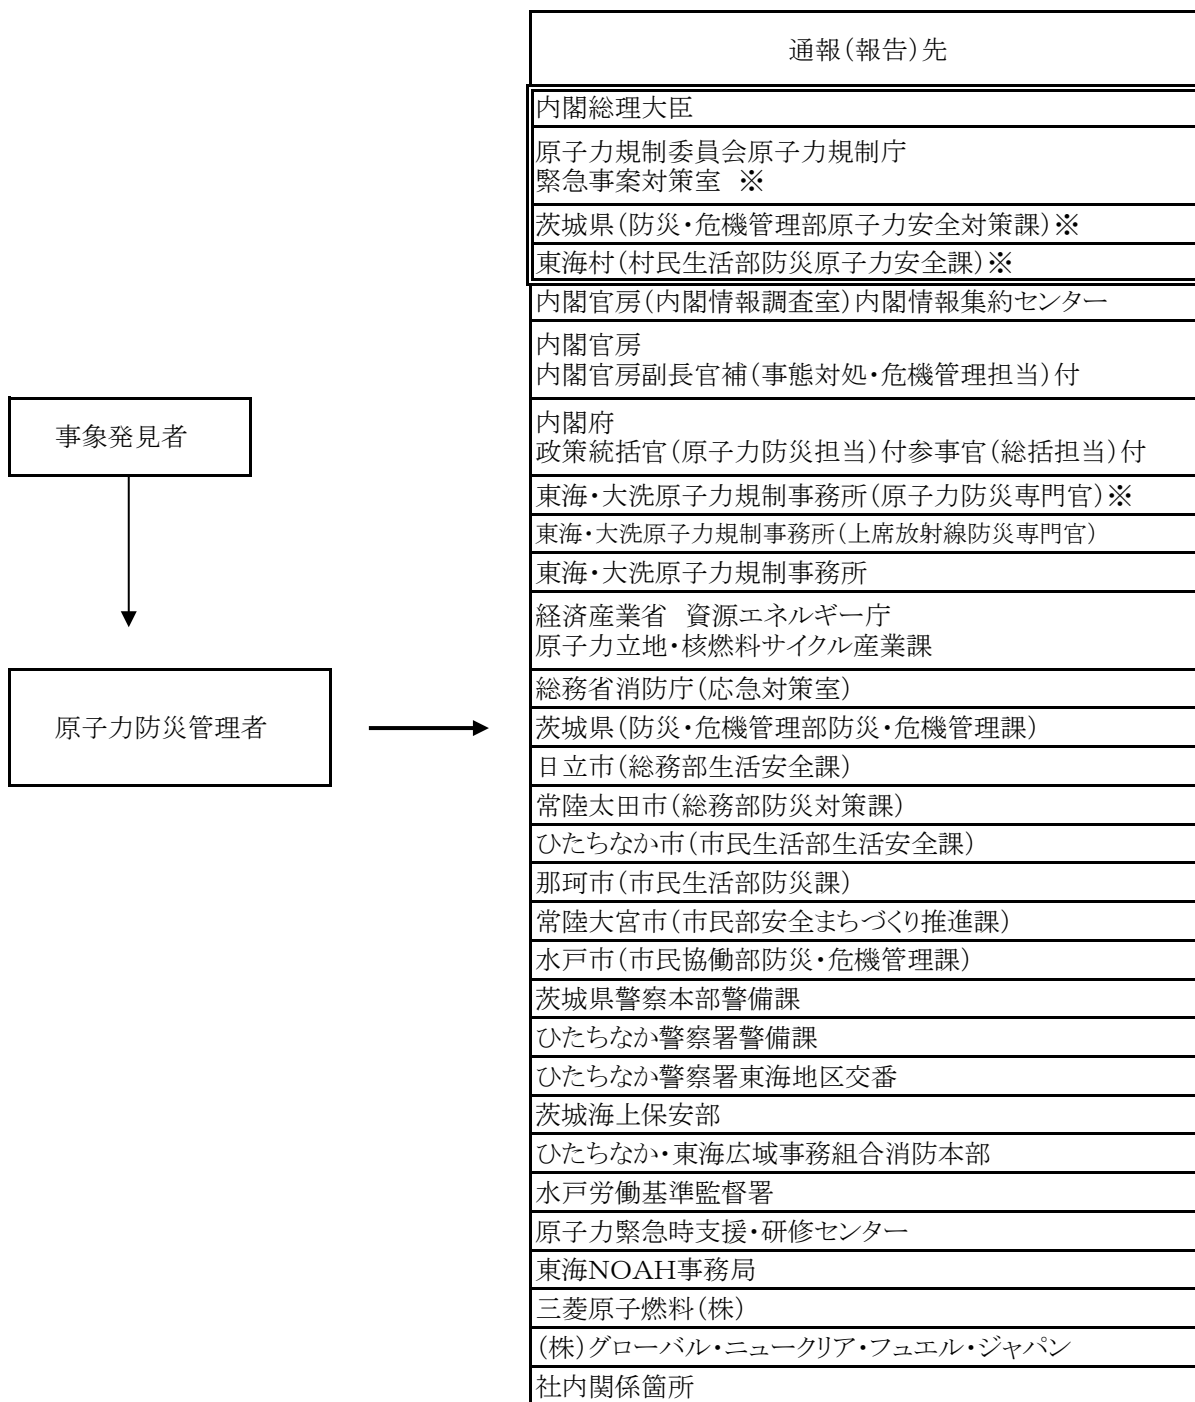 通報（報告）先
内閣総理大臣
原子力規制委員会原子力規制庁
緊急事案対策室　※
茨城県（防災・危機管理部原子力安全対策課）※
東海村（村民生活部防災原子力安全課）※
内閣官房（内閣情報調査室）内閣情報集約センター
内閣官房
内閣官房副長官補（事態対処・危機管理担当）付
内閣府
政策統括官（原子力防災担当）付参事官（総括担当）付
東海・大洗原子力規制事務所（原子力防災専門官）※
東海・大洗原子力規制事務所（上席放射線防災専門官）
東海・大洗原子力規制事務所
経済産業省　資源エネルギー庁
原子力立地・核燃料サイクル産業課
総務省消防庁（応急対策室）
茨城県（防災・危機管理部防災・危機管理課）
日立市（総務部生活安全課）
常陸太田市（総務部防災対策課）
ひたちなか市（市民生活部生活安全課）
那珂市（市民生活部防災課）
常陸大宮市（市民部安全まちづくり推進課）
水戸市（市民協働部防災・危機管理課）
茨城県警察本部警備課
ひたちなか警察署警備課
ひたちなか警察署東海地区交番
茨城海上保安部
ひたちなか・東海広域事務組合消防本部
水戸労働基準監督署
原子力緊急時支援・研修センター
東海NOAH事務局
三菱原子燃料（株）
（株）グローバル・ニュークリア・フュエル・ジャパン
社内関係箇所
事象発見者
原子力防災管理者